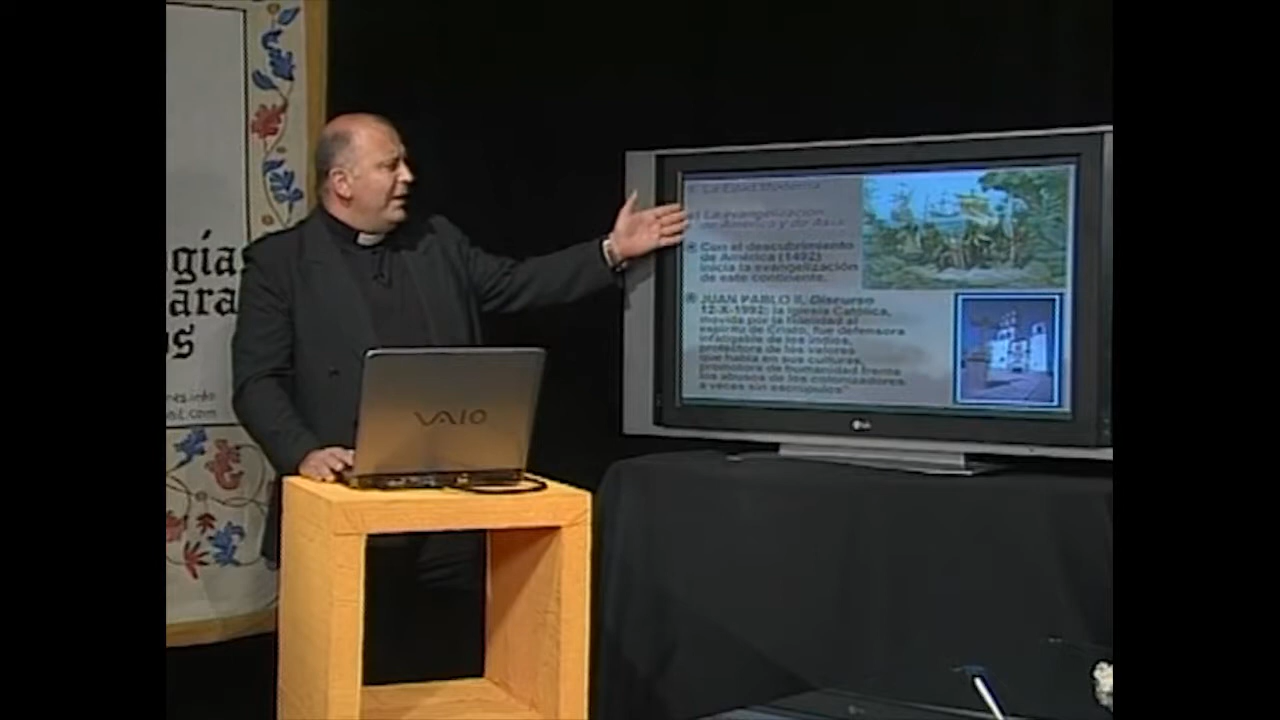 gías
para
os
VAIO
La Edad Moderna
La evangelización
de América y de Asia
Con el descubrimiento
de América (1492)
inicia la evangelización
de este continente.
JUAN PABLO II, Discurso
12-X-1992: la Iglesia Católica,
movida por la fidelidad al
espíritu de Cristo, fue defensora
infatigable de los indios,
protectora de los valores
que había en sus culturas,
promotora de humanidad frente
los abusos de los colonizadores
a veces sin escrúpulos"
LG